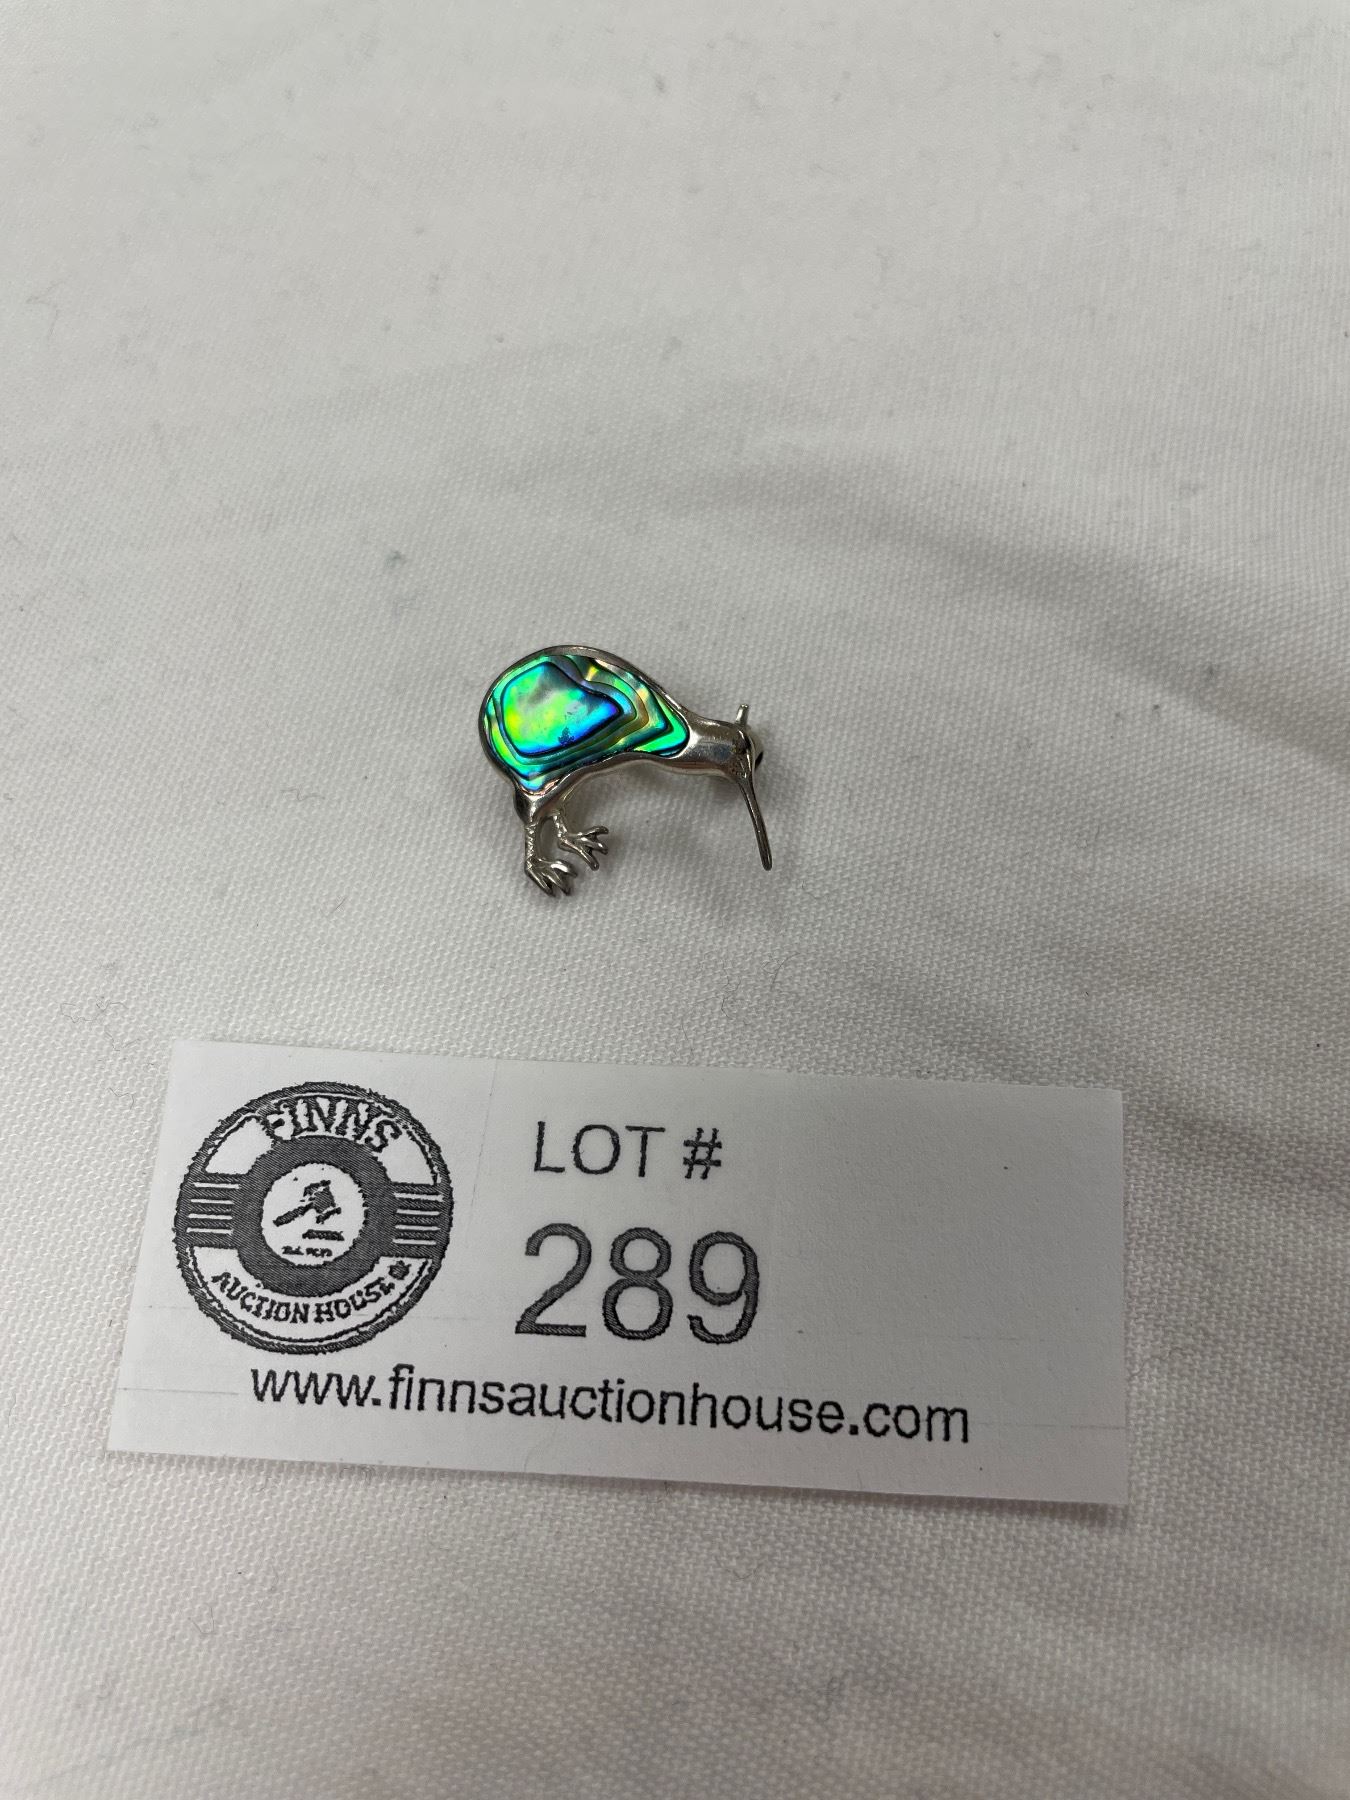 FINNS
AUCTION HOUSE
LOT #
289
www.finnsauctionhouse.com